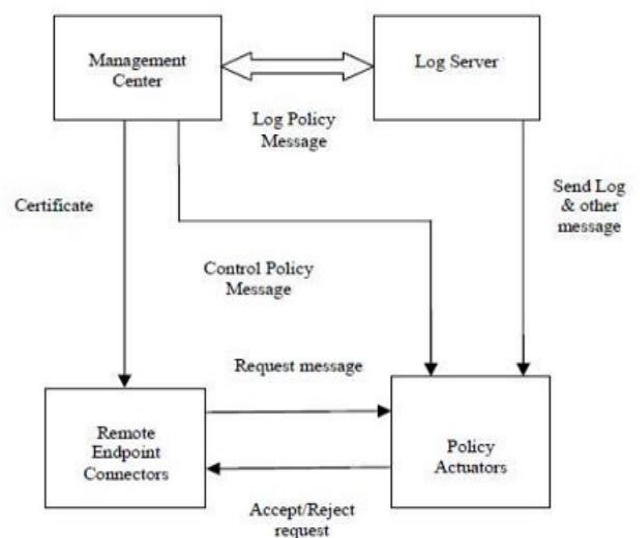 Management
Center
Log Server
Log Policy
Message
Certificate
Send Log
& other
message
Control Policy
Message
Request message
Remote
Endpoint
Connectors
Policy
Actuators
Accept/Reject
request